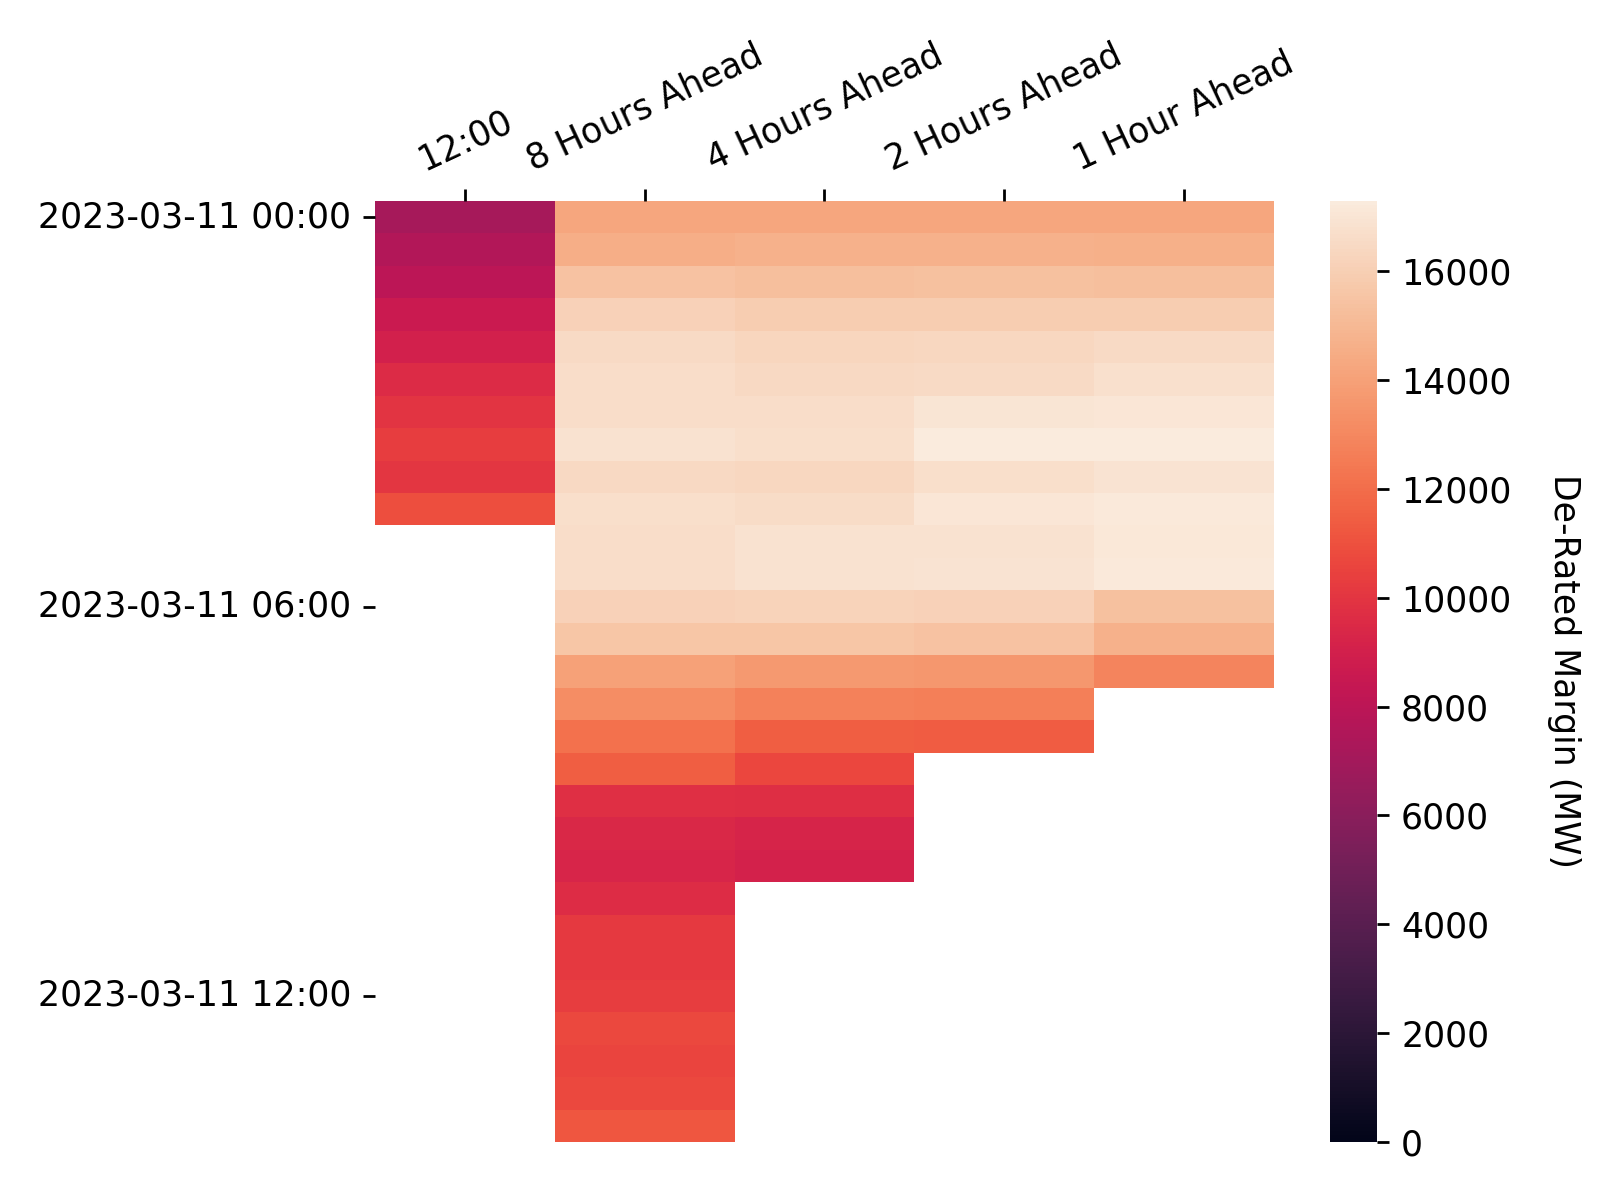 12:00
8 Hours Ahead
4 Hours Ahead
2 Hours Ahead
1 Hour Ahead
2023-03-11 00:00
2023-03-11 06:00
2023-03-11 12:00
16000
14000
12000
10000
8000
6000
4000
2000
0
De-Rated Margin (MW)